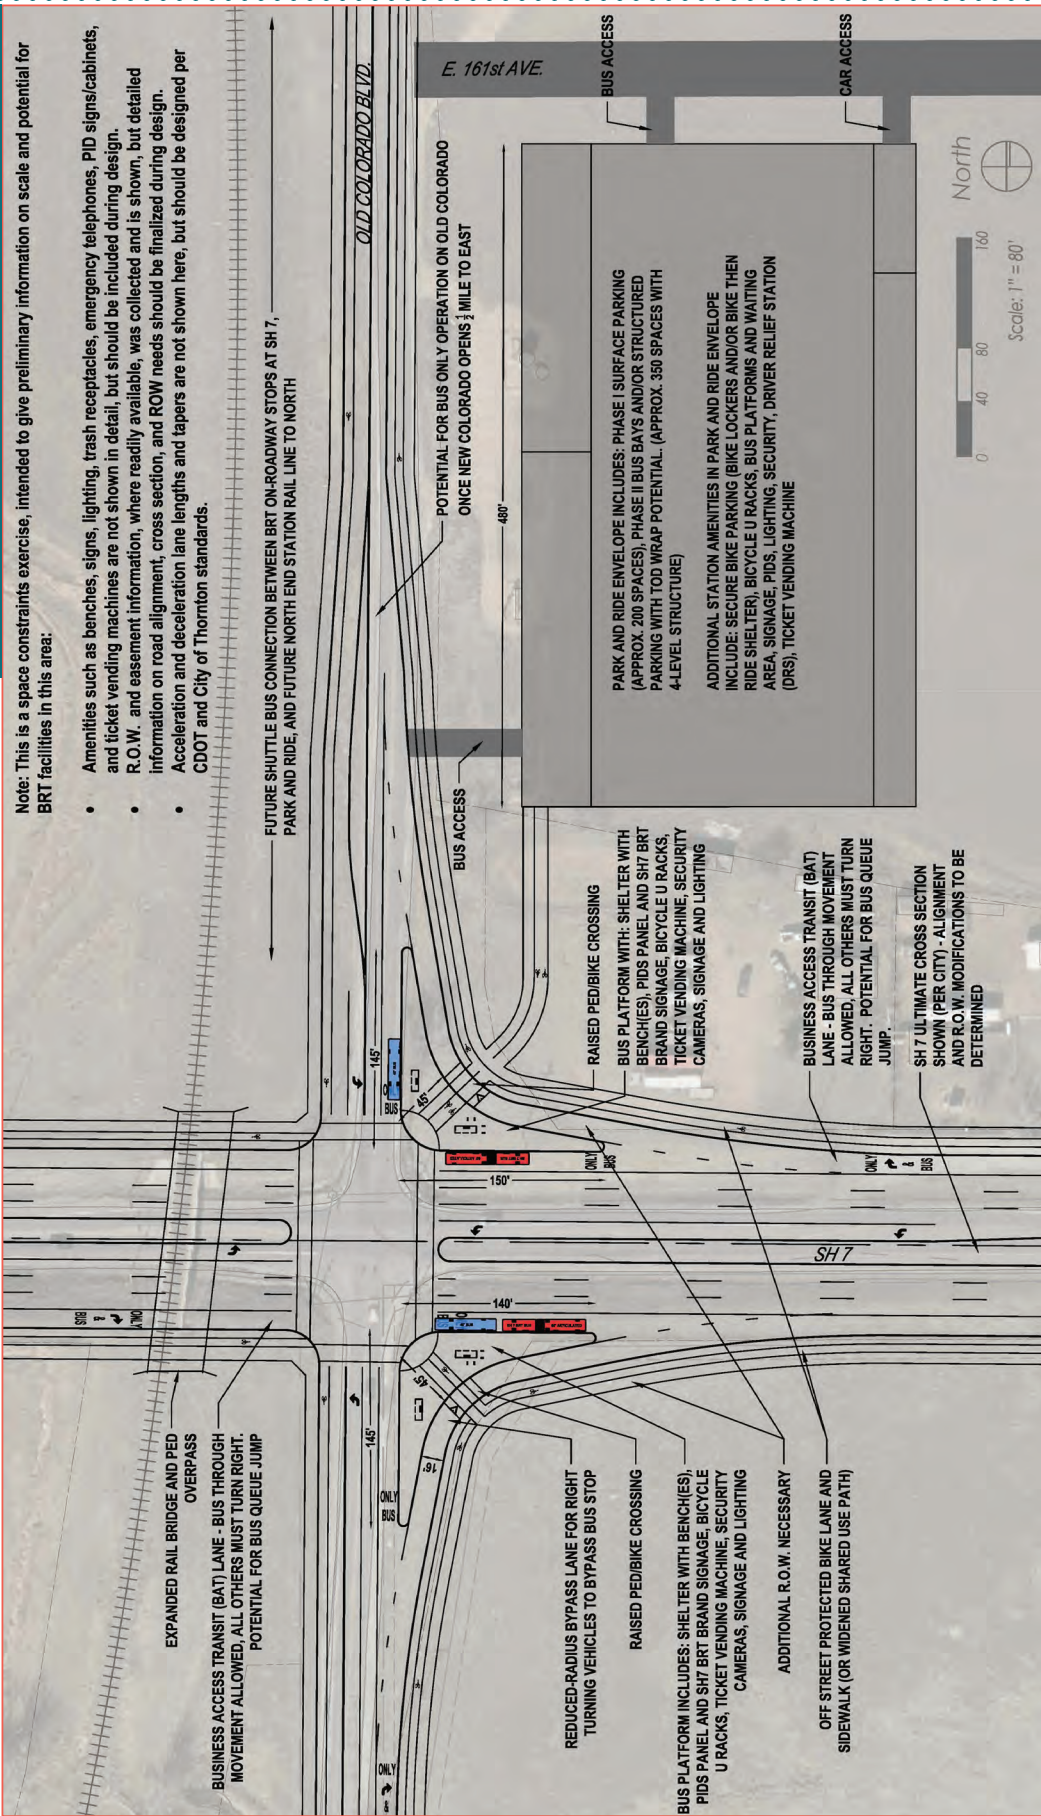 Note: This is a space constraints exercise, intended to give preliminary information on scale and potential for
BRT facilities in this area:
• Amenities such as benches, signs, lighting, trash receptacles, emergency telephones, PID signs/cabinets,
and ticket vending machines are not shown in detail, but should be included during design.
• R.O.W. and easement information, where readily available, was collected and is shown, but detailed
information on road alignment, cross section, and ROW needs should be finalized during design.
• Acceleration and deceleration lane lengths and tapers are not shown here, but should be designed per
CDOT and City of Thornton standards.
EXPANDED RAIL BRIDGE AND PED
OVERPASS
BUSINESS ACCESS TRANSIT (BAT) LANE - BUS THROUGH
MOVEMENT ALLOWED, ALL OTHERS MUST TURN RIGHT.
POTENTIAL FOR BUS QUEUE JUMP
BUS
&
ONLY
FUTURE SHUTTLE BUS CONNECTION BETWEEN BRT ON-ROADWAY STOPS AT SH 7,
PARK AND RIDE, AND FUTURE NORTH END STATION RAIL LINE TO NORTH
OLD COLORADO BLVD.
E. 161st AVE.
POTENTIAL FOR BUS ONLY OPERATION ON OLD COLORADO
ONCE NEW COLORADO OPENS ½ MILE TO EAST
BUS ACCESS
BUS ACCESS
CAR ACCESS
480'
145'
BUS
45'
150'
ONLY
BUS
140'
45'
145'
16'
ONLY
BUS
ONLY
SH 7
ONLY
&
BUS
PARK AND RIDE ENVELOPE INCLUDES: PHASE I SURFACE PARKING
(APPROX. 200 SPACES), PHASE II BUS BAYS AND/OR STRUCTURED
PARKING WITH TOD WRAP POTENTIAL. (APPROX. 350 SPACES WITH
4-LEVEL STRUCTURE)
ADDITIONAL STATION AMENITIES IN PARK AND RIDE ENVELOPE
INCLUDE: SECURE BIKE PARKING (BIKE LOCKERS AND/OR BIKE THEN
RIDE SHELTER), BICYCLE U RACKS, BUS PLATFORMS AND WAITING
AREA, SIGNAGE, PIDS, LIGHTING, SECURITY, DRIVER RELIEF STATION
(DRS), TICKET VENDING MACHINE
RAISED PED/BIKE CROSSING
BUS PLATFORM WITH: SHELTER WITH
BENCH(ES), PIDS PANEL AND SH7 BRT
BRAND SIGNAGE, BICYCLE U RACKS,
TICKET VENDING MACHINE, SECURITY
CAMERAS, SIGNAGE AND LIGHTING
BUSINESS ACCESS TRANSIT (BAT)
LANE - BUS THROUGH MOVEMENT
ALLOWED, ALL OTHERS MUST TURN
RIGHT. POTENTIAL FOR BUS QUEUE
JUMP.
SH 7 ULTIMATE CROSS SECTION
SHOWN (PER CITY) - ALIGNMENT
AND R.O.W. MODIFICATIONS TO BE
DETERMINED
REDUCED-RADIUS BYPASS LANE FOR RIGHT
TURNING VEHICLES TO BYPASS BUS STOP
RAISED PED/BIKE CROSSING
BUS PLATFORM INCLUDES: SHELTER WITH BENCH(ES),
PIDS PANEL AND SH7 BRT BRAND SIGNAGE, BICYCLE
U RACKS, TICKET VENDING MACHINE, SECURITY
CAMERAS, SIGNAGE AND LIGHTING
ADDITIONAL R.O.W. NECESSARY
OFF STREET PROTECTED BIKE LANE AND
SIDEWALK (OR WIDENED SHARED USE PATH)
North
0 40 80 160
Scale: 1" = 80'